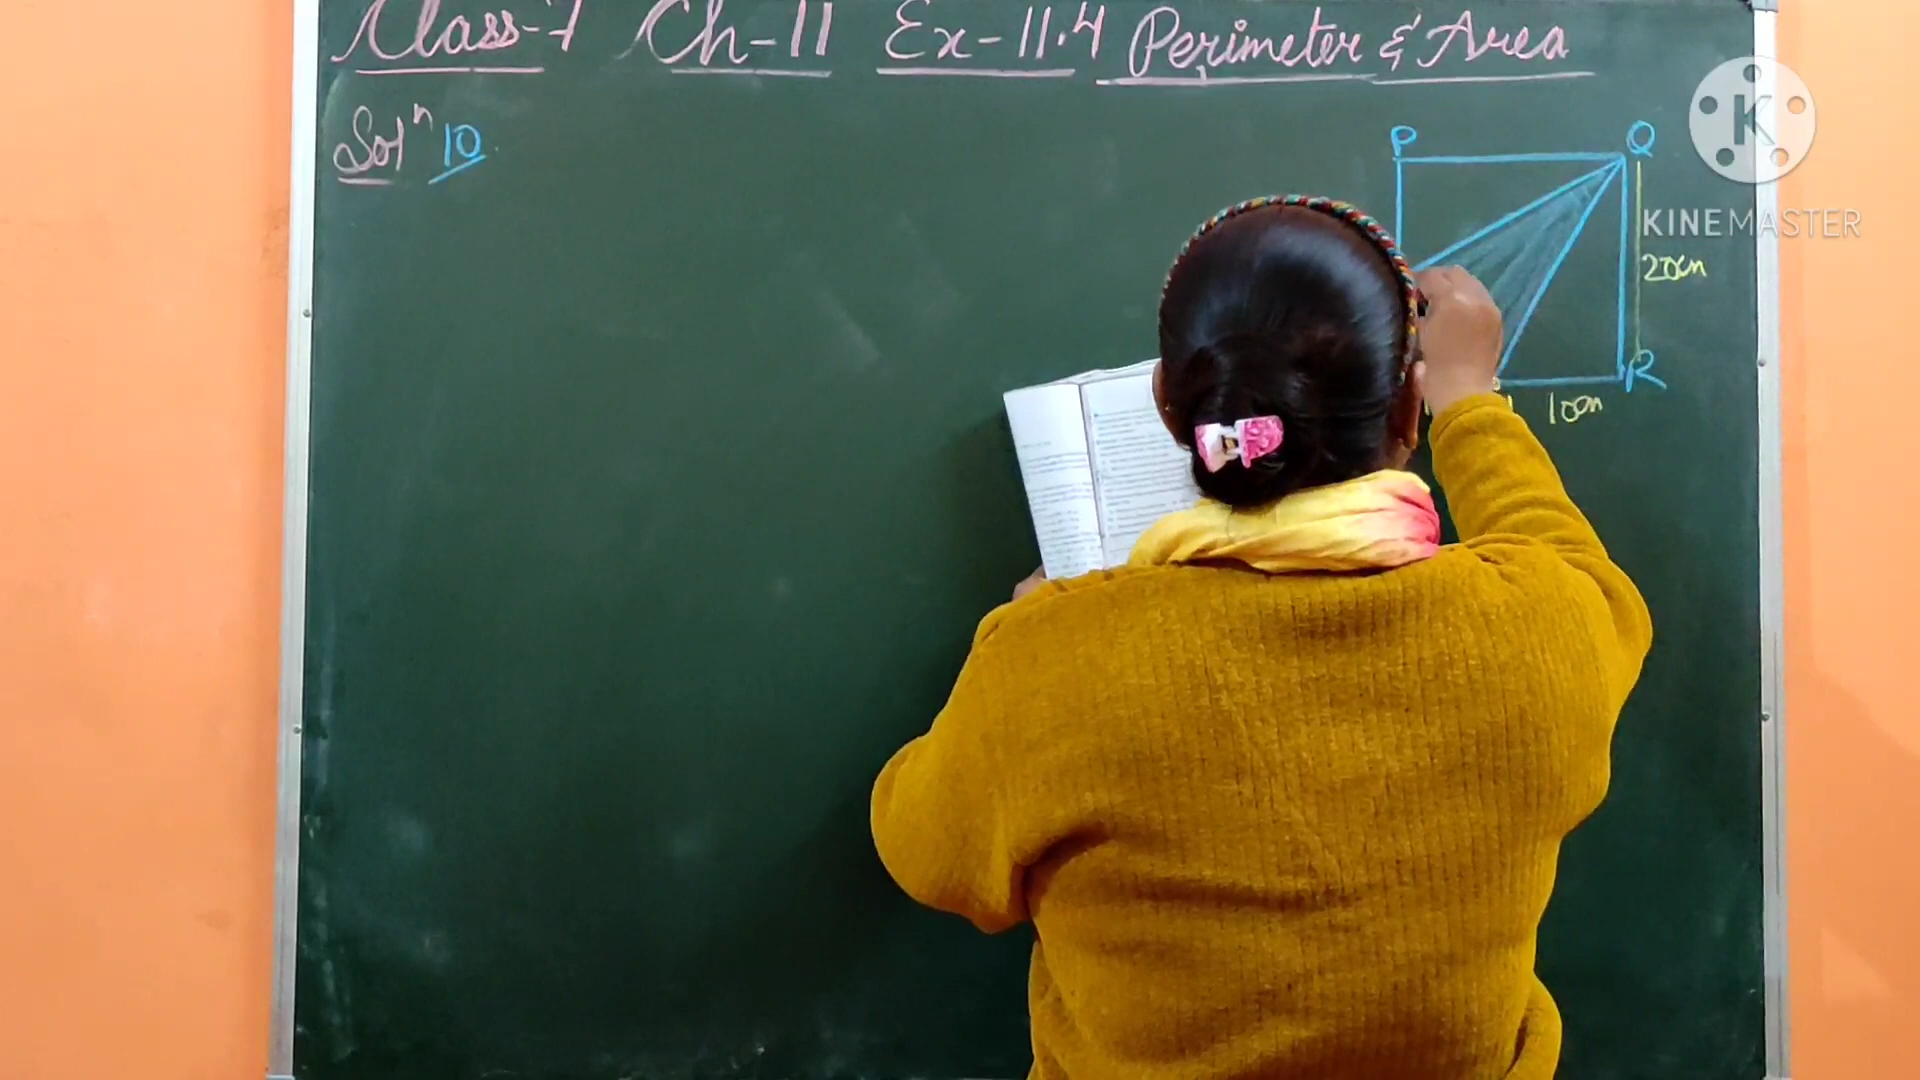 Class-7 Ch-11 Ex-11.4 Perimeter & Area
Solⁿ 10
P Q
K
KINEMASTER
20cm
R
10cm